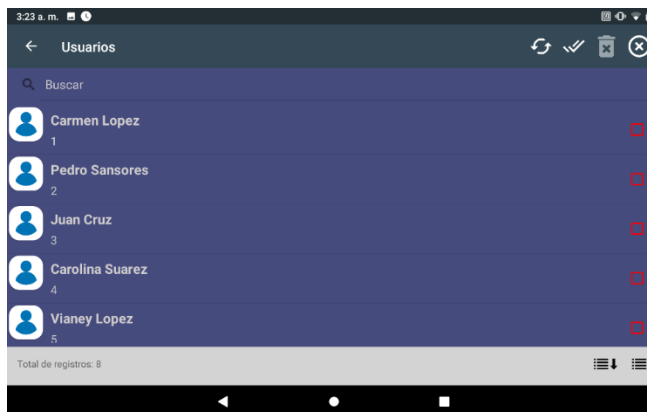 3:23 a. m.
Usuarios
Buscar
Carmen Lopez
1
Pedro Sansores
2
Juan Cruz
3
Carolina Suarez
4
Vianey Lopez
5
Total de registros: 8